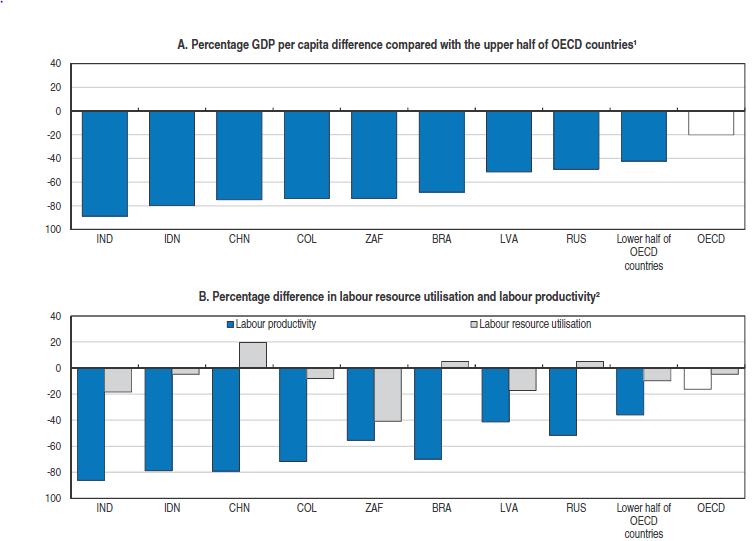 A. Percentage GDP per capita difference compared with the upper half of OECD countries¹
40
20
0
-20
-40
-60
-80
100
IND IDN CHN COL ZAF BRA LVA RUS Lower half of OECD
OECD
countries
B. Percentage difference in labour resource utilisation and labour productivity²
40
Labour productivity Labour resource utilisation
20
0
-20
-40
-60
-80
100
IND IDN CHN COL ZAF BRA LVA RUS Lower half of OECD
OECD
countries